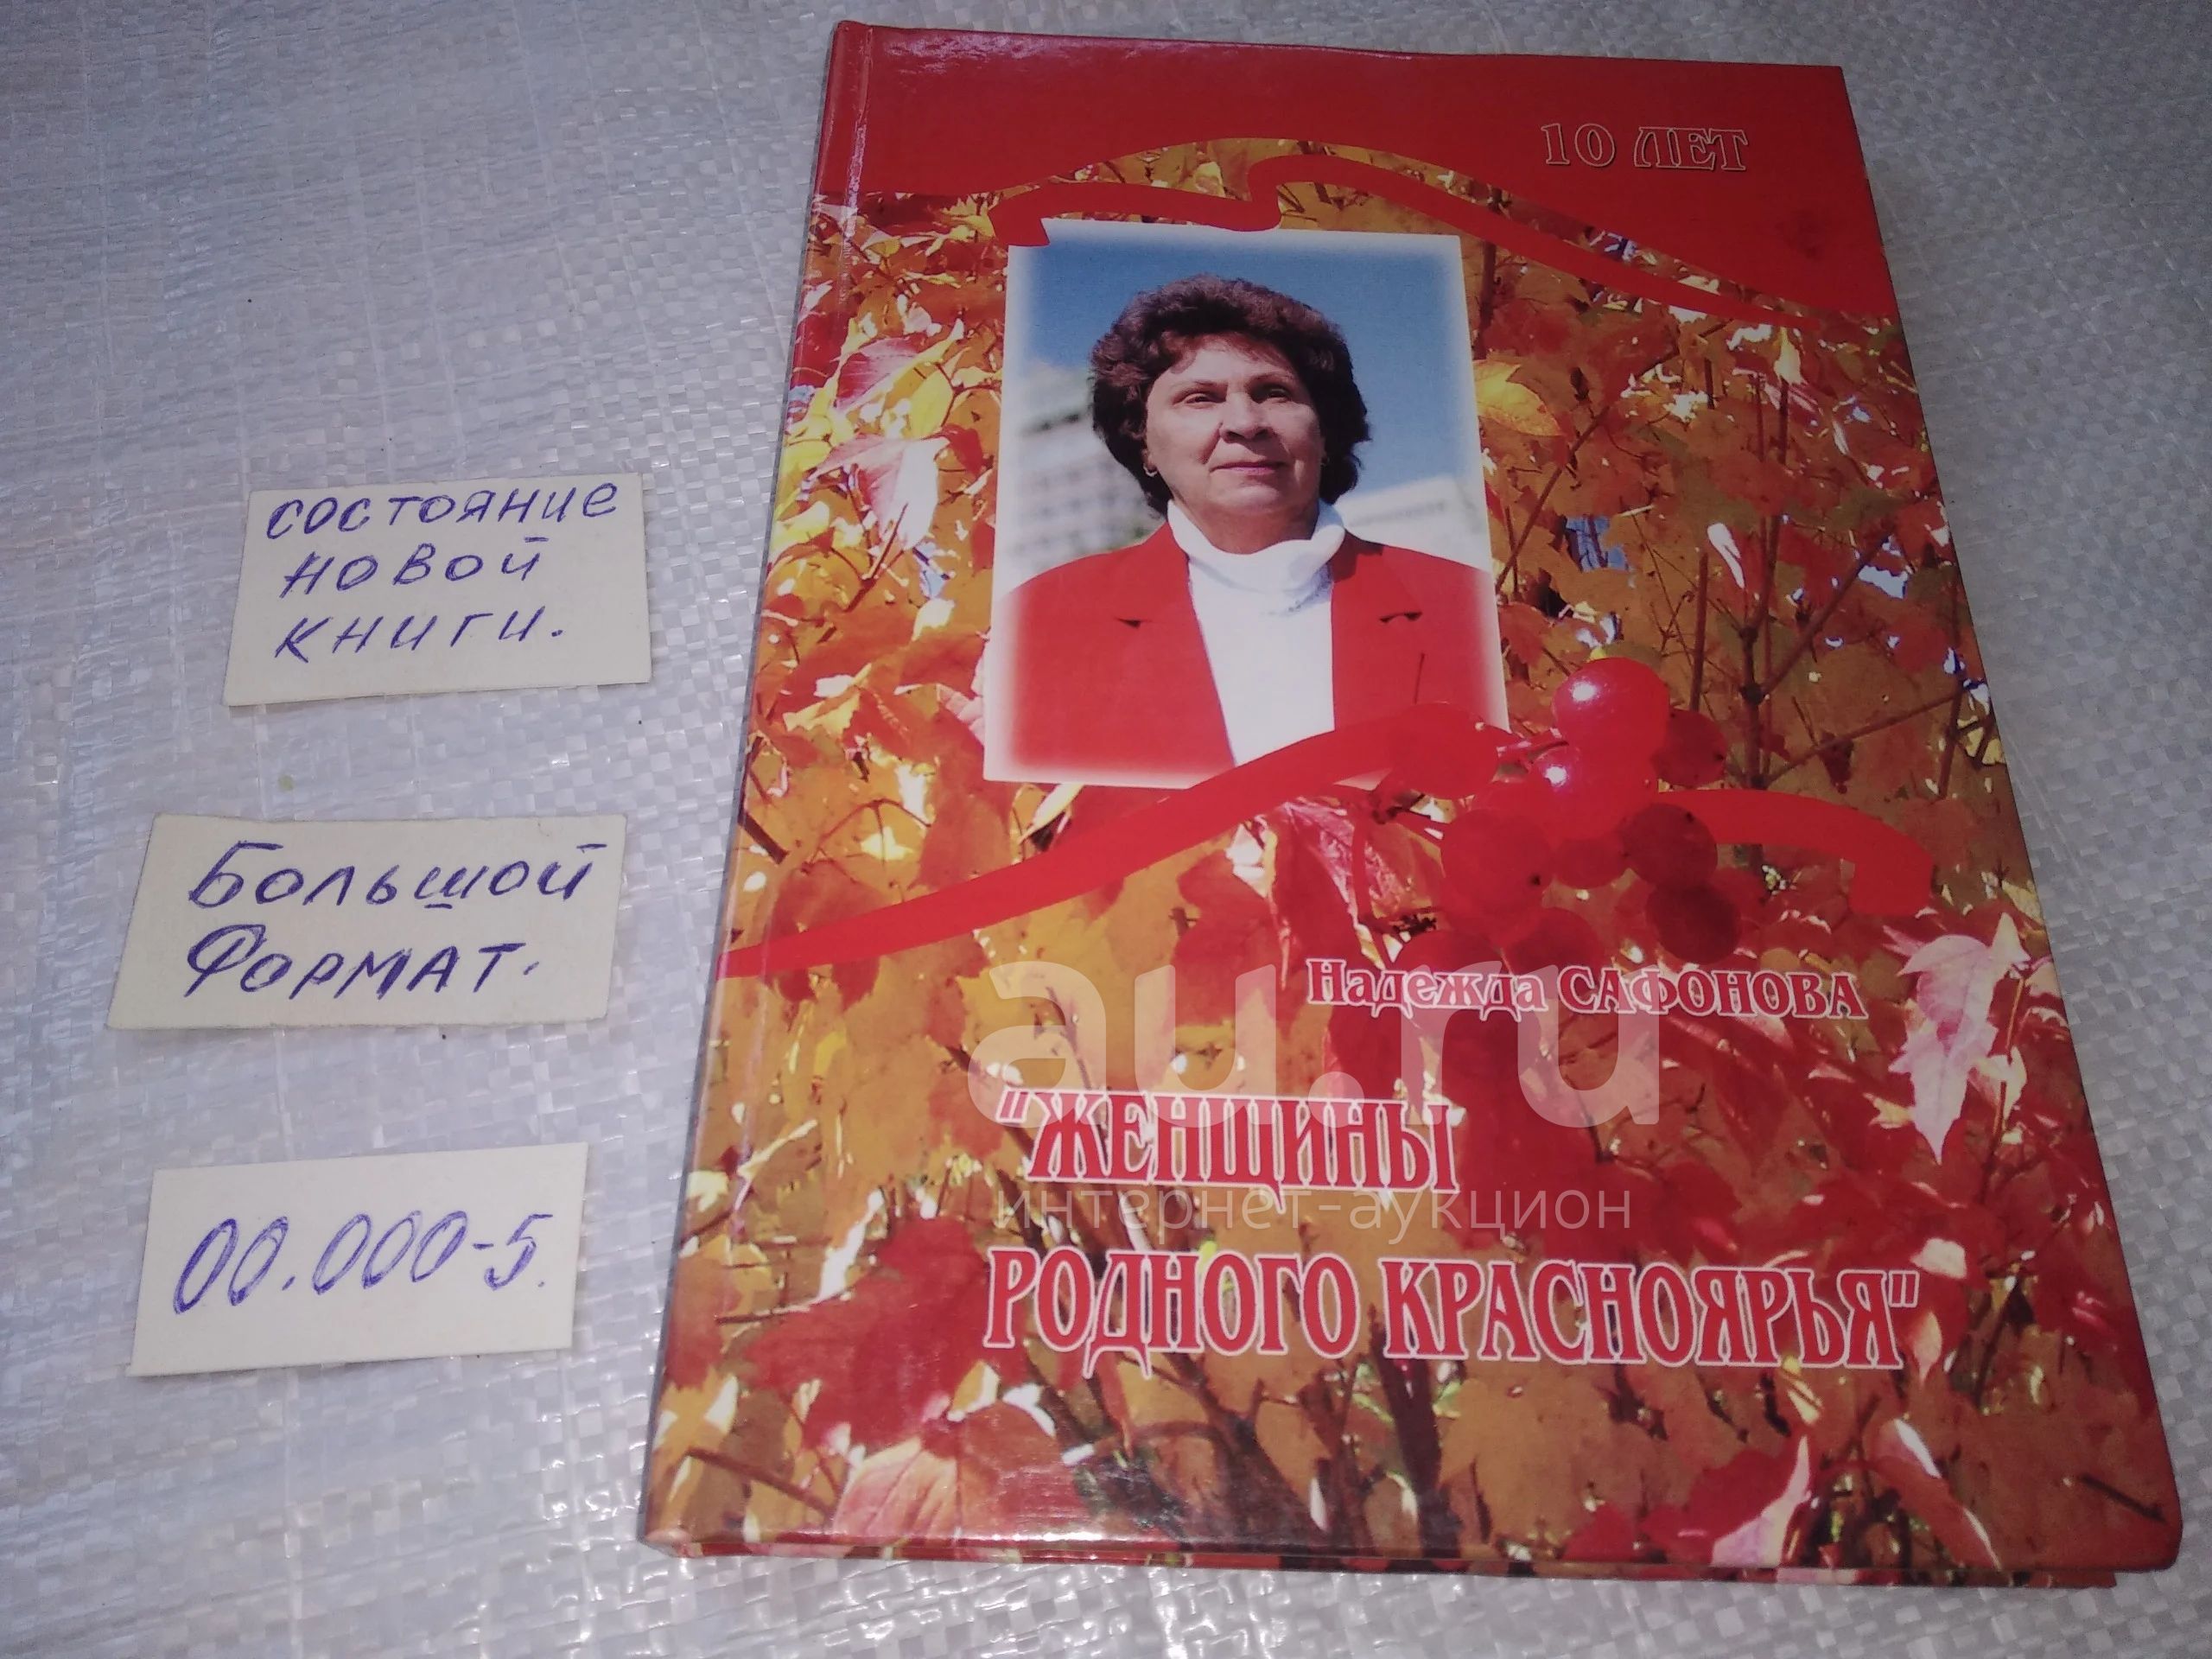 СОСТОЯНИЕ
НОВОЙ
КНИГИ.
БОЛЬШОЙ
ФОРМАТ.
00.000-5.
10 ЛЕТ
Надежда САФОНОВА
"ЖЕНЩИНЫ
РОДНОГО КРАСНОЯРЬЯ"
au.ru
интернет-аукцион